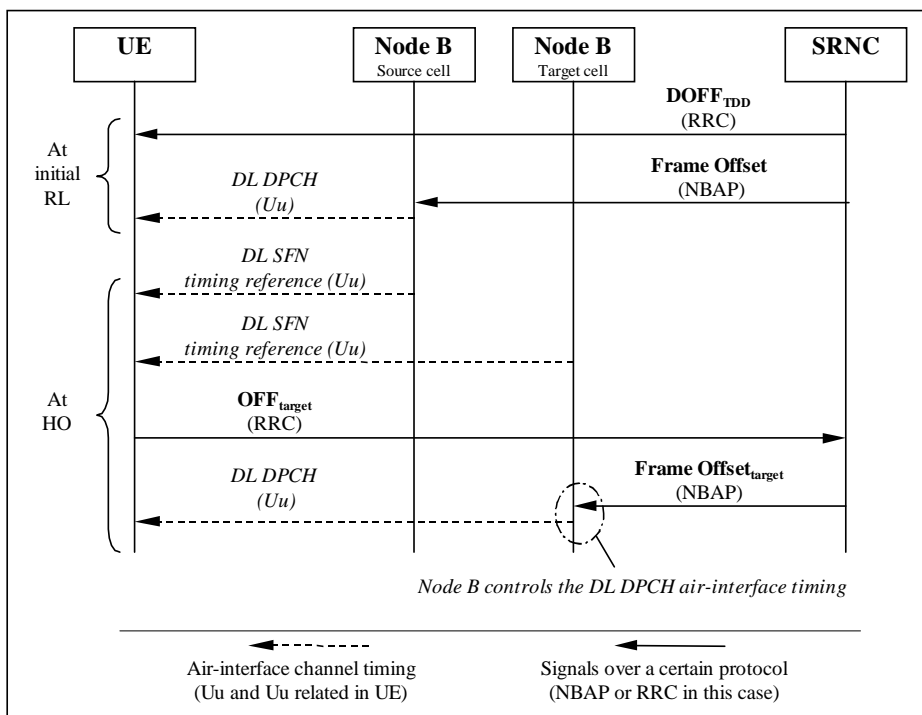 UE
Node B
Source cell
Node B
Target cell
SRNC
DOFFTDD
(RRC)
At
initial
RL
Frame Offset
(NBAP)
DL DPCH
(Uu)
DL SFN
timing reference (Uu)
DL SFN
timing reference (Uu)
At
HO
OFFtarget
(RRC)
Frame Offsettarget
(NBAP)
DL DPCH
(Uu)
Node B controls the DL DPCH air-interface timing
Air-interface channel timing
(Uu and Uu related in UE)
Signals over a certain protocol
(NBAP or RRC in this case)